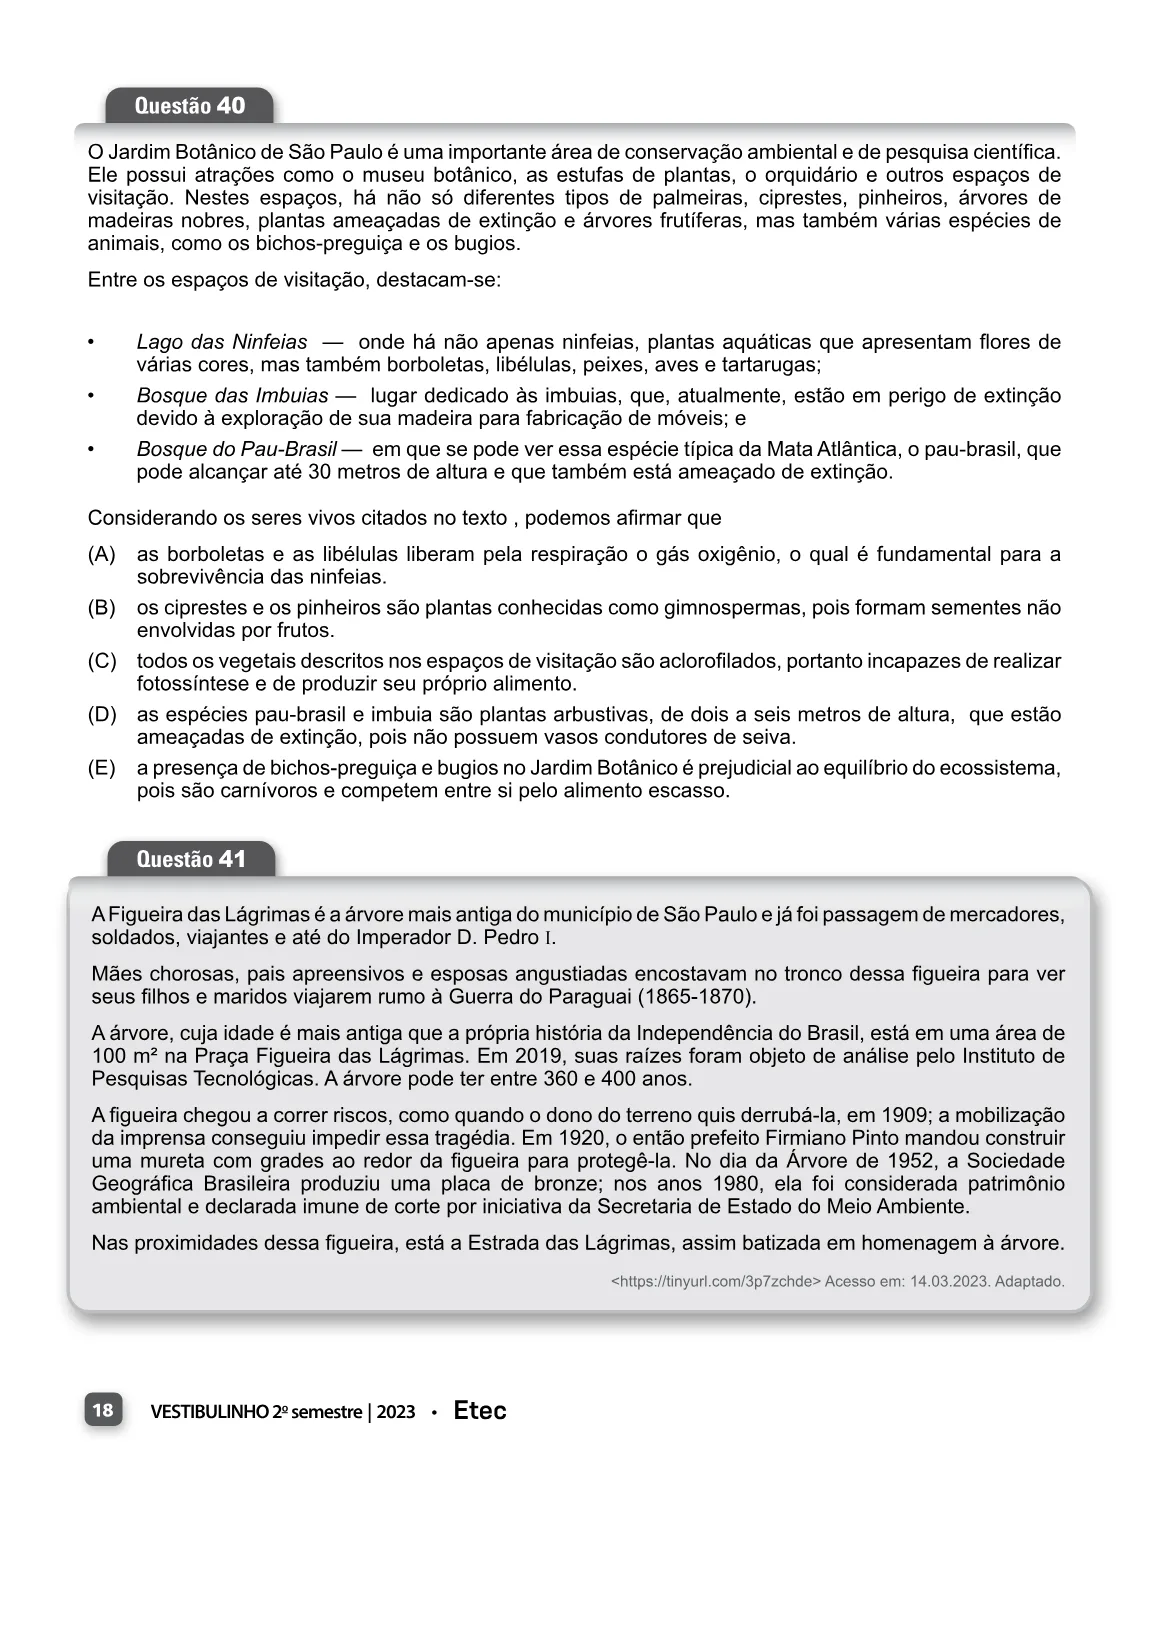 Questão 40
O Jardim Botânico de São Paulo é uma importante área de conservação ambiental e de pesquisa científica.
Ele possui atrações como o museu botânico, as estufas de plantas, o orquidário e outros espaços de
visitação. Nestes espaços, há não só diferentes tipos de palmeiras, ciprestes, pinheiros, árvores de
madeiras nobres, plantas ameaçadas de extinção e árvores frutíferas, mas também várias espécies de
animais, como os bichos-preguiça e os bugios.
Entre os espaços de visitação, destacam-se:
• Lago das Ninfeias — onde há não apenas ninfeias, plantas aquáticas que apresentam flores de
várias cores, mas também borboletas, libélulas, peixes, aves e tartarugas;
• Bosque das Imbuias — lugar dedicado às imbuias, que, atualmente, estão em perigo de extinção
devido à exploração de sua madeira para fabricação de móveis; e
• Bosque do Pau-Brasil — em que se pode ver essa espécie típica da Mata Atlântica, o pau-brasil, que
pode alcançar até 30 metros de altura e que também está ameaçado de extinção.
Considerando os seres vivos citados no texto , podemos afirmar que
(A) as borboletas e as libélulas liberam pela respiração o gás oxigênio, o qual é fundamental para a
sobrevivência das ninfeias.
(B) os ciprestes e os pinheiros são plantas conhecidas como gimnospermas, pois formam sementes não
envolvidas por frutos.
(C) todos os vegetais descritos nos espaços de visitação são aclorofilados, portanto incapazes de realizar
fotossíntese e de produzir seu próprio alimento.
(D) as espécies pau-brasil e imbuia são plantas arbustivas, de dois a seis metros de altura, que estão
ameaçadas de extinção, pois não possuem vasos condutores de seiva.
(E) a presença de bichos-preguiça e bugios no Jardim Botânico é prejudicial ao equilíbrio do ecossistema,
pois são carnívoros e competem entre si pelo alimento escasso.
Questão 41
A Figueira das Lágrimas é a árvore mais antiga do município de São Paulo e já foi passagem de mercadores,
soldados, viajantes e até do Imperador D. Pedro I.
Mães chorosas, pais apreensivos e esposas angustiadas encostavam no tronco dessa figueira para ver
seus filhos e maridos viajarem rumo à Guerra do Paraguai (1865-1870).
A árvore, cuja idade é mais antiga que a própria história da Independência do Brasil, está em uma área de
100 m² na Praça Figueira das Lágrimas. Em 2019, suas raízes foram objeto de análise pelo Instituto de
Pesquisas Tecnológicas. A árvore pode ter entre 360 e 400 anos.
A figueira chegou a correr riscos, como quando o dono do terreno quis derrubá-la, em 1909; a mobilização
da imprensa conseguiu impedir essa tragédia. Em 1920, o então prefeito Firmiano Pinto mandou construir
uma mureta com grades ao redor da figueira para protegê-la. No dia da Árvore de 1952, a Sociedade
Geográfica Brasileira produziu uma placa de bronze; nos anos 1980, ela foi considerada patrimônio
ambiental e declarada imune de corte por iniciativa da Secretaria de Estado do Meio Ambiente.
Nas proximidades dessa figueira, está a Estrada das Lágrimas, assim batizada em homenagem à árvore.
<https://tinyurl.com/3p7zchde> Acesso em: 14.03.2023. Adaptado.
18 VESTIBULINHO 2º semestre | 2023 • Etec